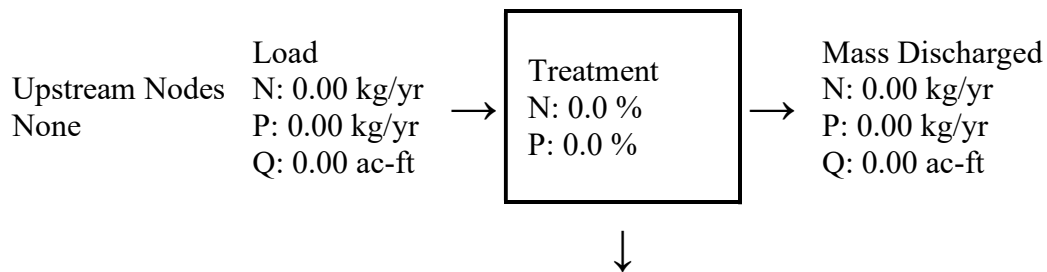 Upstream Nodes
None
Load
N: 0.00 kg/yr
P: 0.00 kg/yr
Q: 0.00 ac-ft
→
Treatment
N: 0.0 %
P: 0.0 %
→
Mass Discharged
N: 0.00 kg/yr
P: 0.00 kg/yr
Q: 0.00 ac-ft
↓